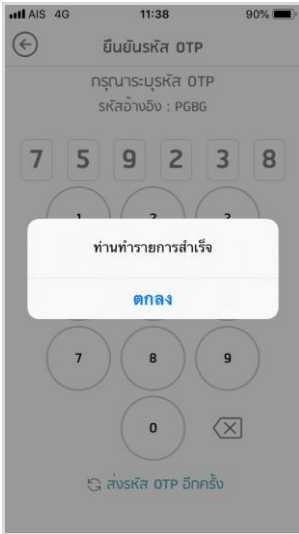 AIS 4G 11:38 90%
ยืนยันรหัส OTP
กรุณาระบุรหัส OTP
รหัสอ้างอิง : PGBG
7 5 9 2 3 8
1 2 3
ท่านทำรายการสำเร็จ
ตกลง
7 8 9
0
ส่งรหัส OTP อีกครั้ง